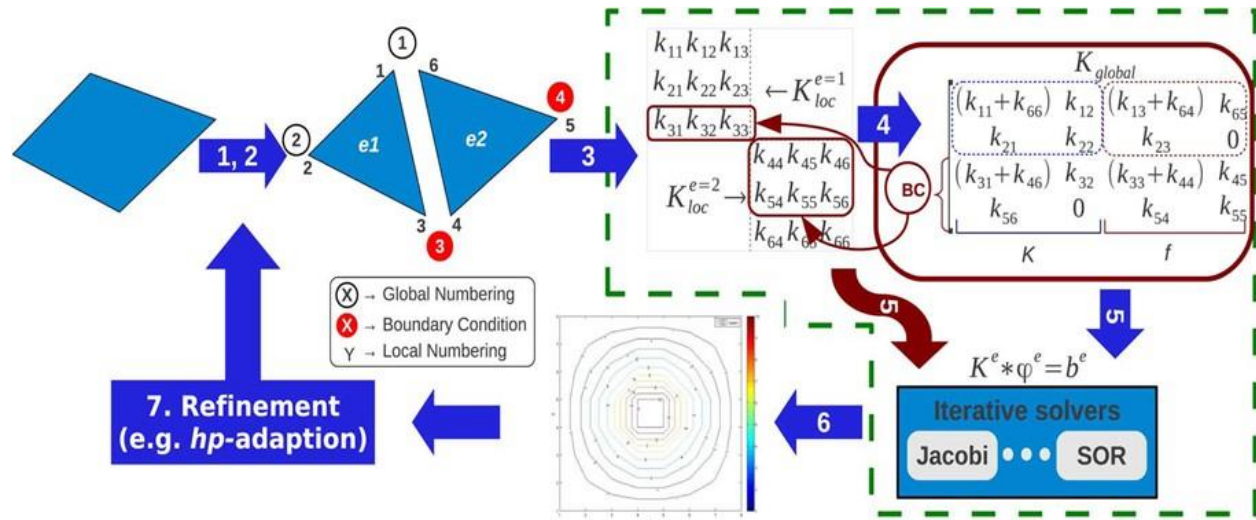 1
1
6
4
5
2
2
e1
e2
3
4
3
1, 2
3
k₁₁ k₁₂ k₁₃
k₂₁ k₂₂ k₂₃
← K_loc^{e=1}
k₃₁ k₃₂ k₃₃
k₄₄ k₄₅ k₄₆
K_loc^{e=2} →
k₅₄ k₅₅ k₅₆
k₆₄ k₆₅ k₆₆
4
BC
K_global
(k₁₁+k₆₆) k₁₂ (k₁₃+k₆₄) k₆₅
k₂₁ k₂₂ k₂₃ 0
(k₃₁+k₄₆) k₃₂ (k₃₃+k₄₄) k₄₅
k₅₆ 0 k₅₄ k₅₅
K f
5
5
X → Global Numbering
X → Boundary Condition
Y → Local Numbering
K^e*φ^e=b^e
Iterative solvers
Jacobi ••• SOR
6
7. Refinement
(e.g. hp-adaption)